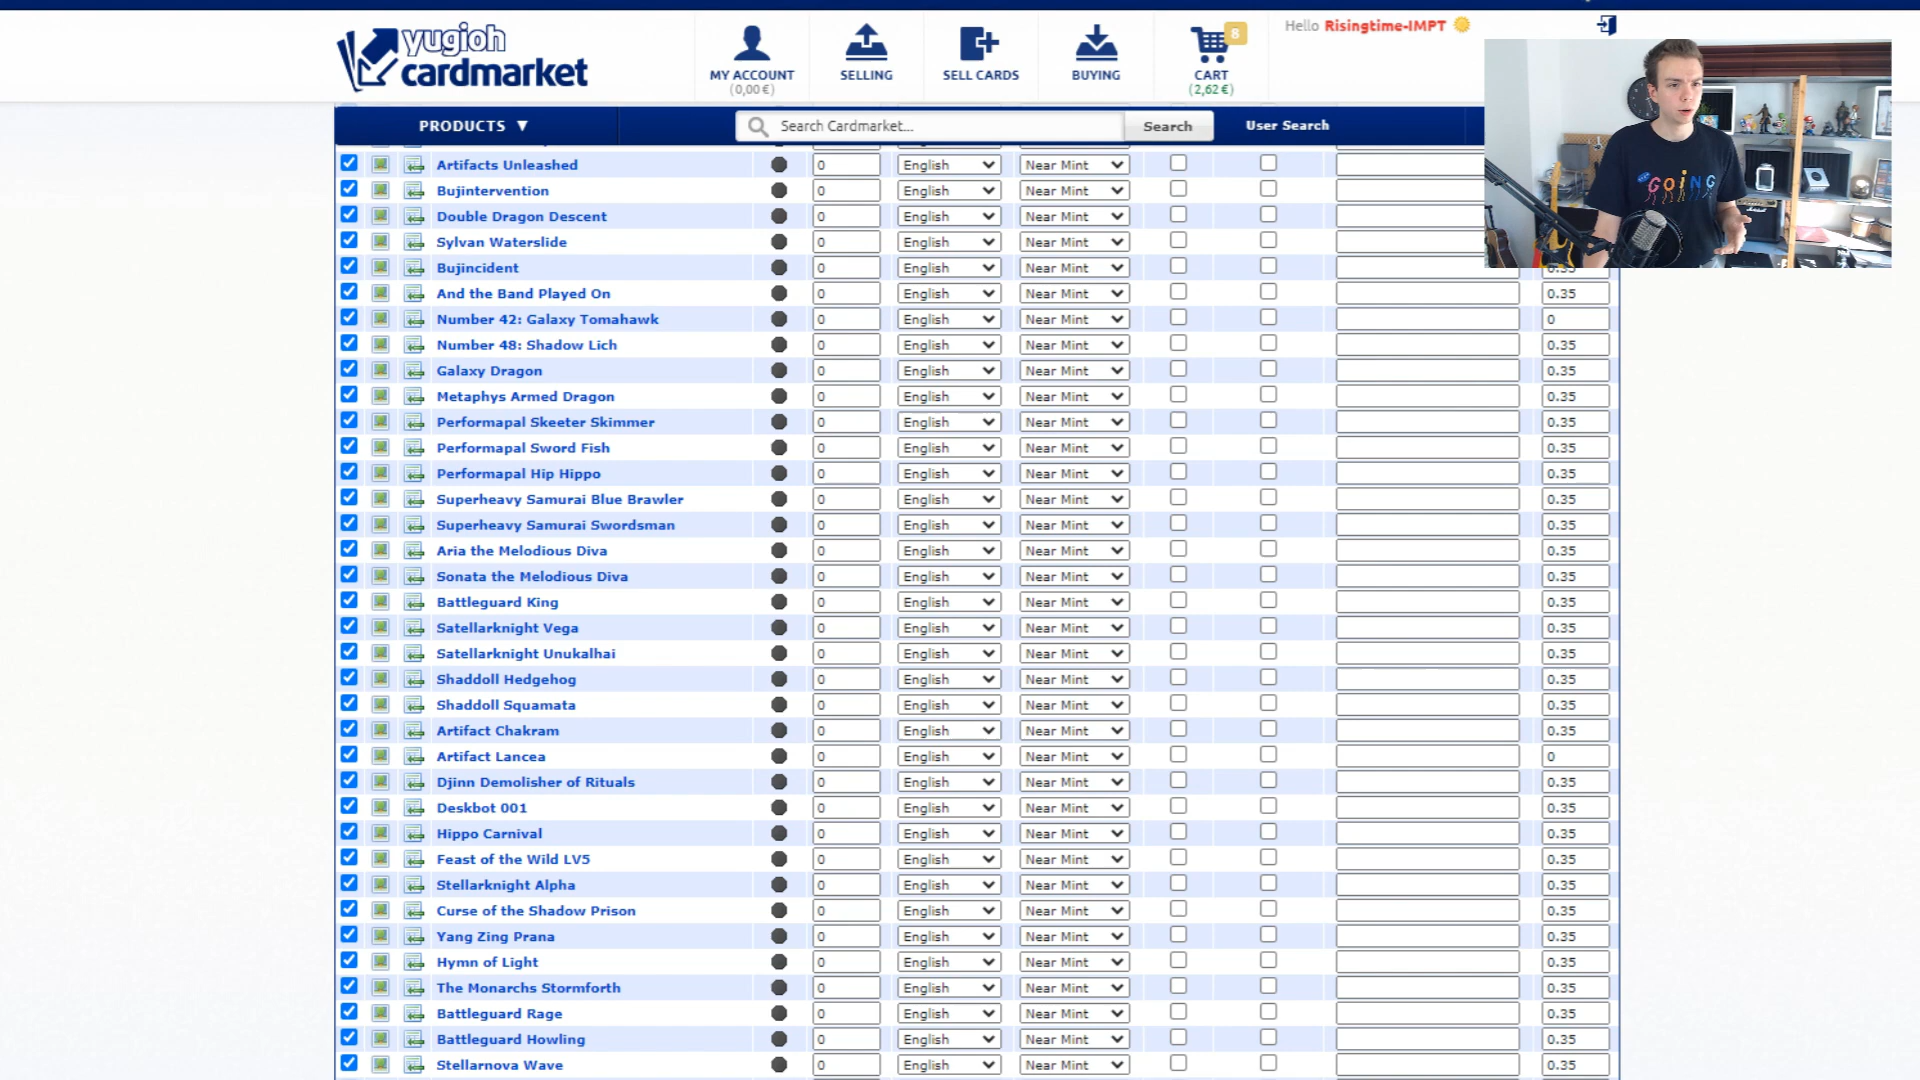 yugioh
cardmarket
MY ACCOUNT
(0,00 €)
SELLING
SELL CARDS
BUYING
8
CART
(2,62 €)
Hello Risingtime-IMPT
PRODUCTS ▼
Search Cardmarket...
Search
User Search
GOING
Artifacts Unleashed 0 English Near Mint
Bujintervention 0 English Near Mint
Double Dragon Descent 0 English Near Mint
Sylvan Waterslide 0 English Near Mint
Bujincident 0 English Near Mint 0.35
And the Band Played On 0 English Near Mint 0.35
Number 42: Galaxy Tomahawk 0 English Near Mint 0
Number 48: Shadow Lich 0 English Near Mint 0.35
Galaxy Dragon 0 English Near Mint 0.35
Metaphys Armed Dragon 0 English Near Mint 0.35
Performapal Skeeter Skimmer 0 English Near Mint 0.35
Performapal Sword Fish 0 English Near Mint 0.35
Performapal Hip Hippo 0 English Near Mint 0.35
Superheavy Samurai Blue Brawler 0 English Near Mint 0.35
Superheavy Samurai Swordsman 0 English Near Mint 0.35
Aria the Melodious Diva 0 English Near Mint 0.35
Sonata the Melodious Diva 0 English Near Mint 0.35
Battleguard King 0 English Near Mint 0.35
Satellarknight Vega 0 English Near Mint 0.35
Satellarknight Unukalhai 0 English Near Mint 0.35
Shaddoll Hedgehog 0 English Near Mint 0.35
Shaddoll Squamata 0 English Near Mint 0.35
Artifact Chakram 0 English Near Mint 0.35
Artifact Lancea 0 English Near Mint 0
Djinn Demolisher of Rituals 0 English Near Mint 0.35
Deskbot 001 0 English Near Mint 0.35
Hippo Carnival 0 English Near Mint 0.35
Feast of the Wild LV5 0 English Near Mint 0.35
Stellarknight Alpha 0 English Near Mint 0.35
Curse of the Shadow Prison 0 English Near Mint 0.35
Yang Zing Prana 0 English Near Mint 0.35
Hymn of Light 0 English Near Mint 0.35
The Monarchs Stormforth 0 English Near Mint 0.35
Battleguard Rage 0 English Near Mint 0.35
Battleguard Howling 0 English Near Mint 0.35
Stellarnova Wave 0 English Near Mint 0.35